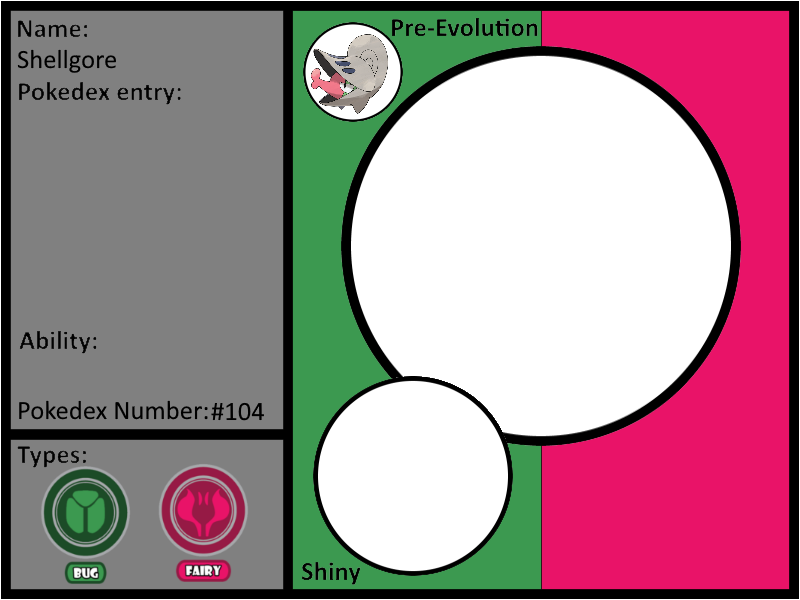 Name:
Shellgore
Pokedex entry:
Ability:
Pokedex Number:#104
Types:
BUG
FAIRY
Pre-Evolution
Shiny